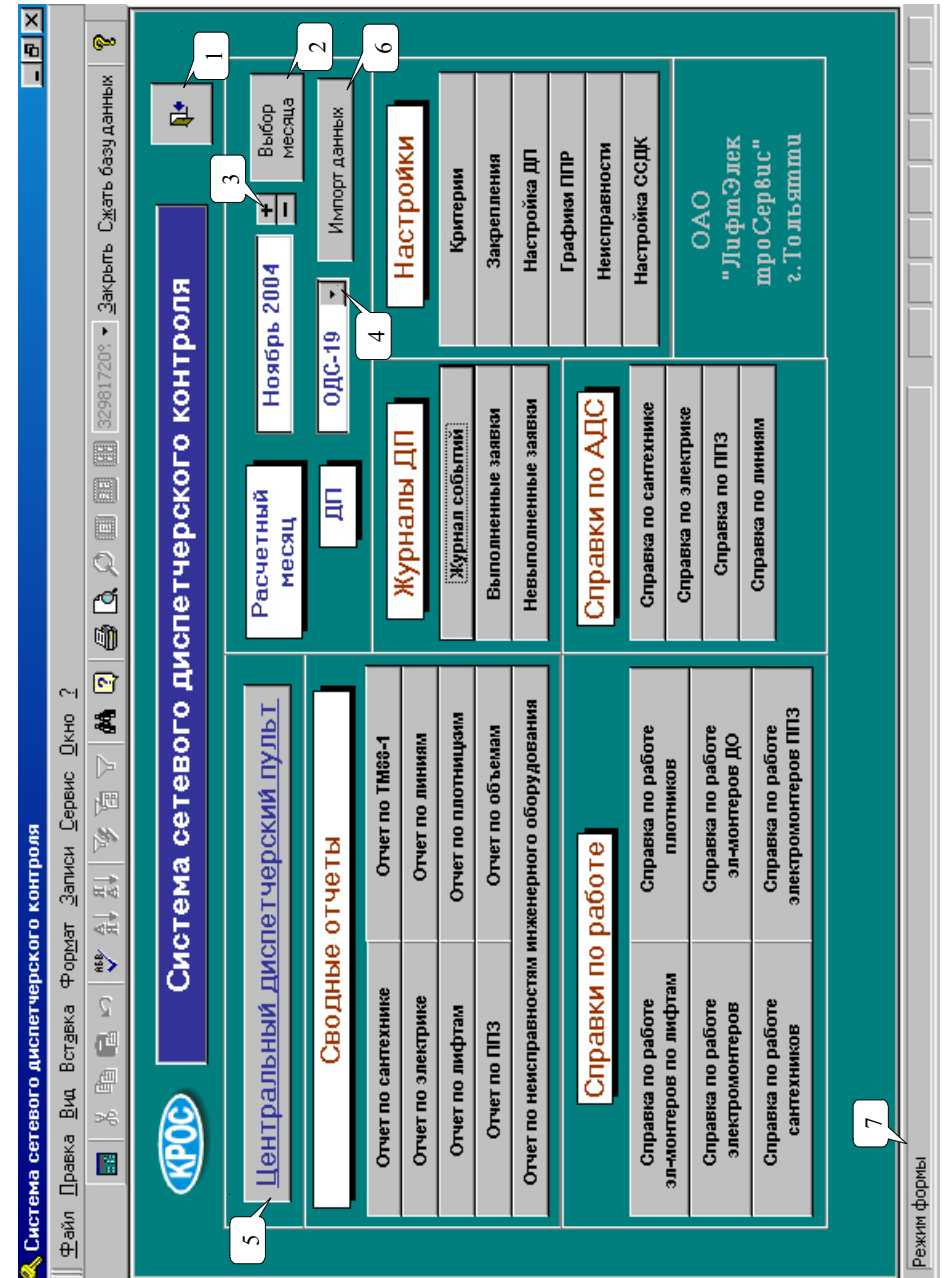 Система сетевого диспетчерского контроля
Файл Правка Вид Вставка Формат Записи Сервис Окно ?
32981720% Закрыть Сжать базу данных
КРОС
Система сетевого диспетчерского контроля
1
5
Центральный диспетчерский пульт
Расчетный
месяц
Ноябрь 2004
+
-
3
Выбор
месяца
2
ДП
ОДС-19
4
Импорт данных
6
Сводные отчеты
Отчет по сантехнике
Отчет по ТМ88-1
Отчет по электрике
Отчет по линиям
Отчет по лифтам
Отчет по плотницким
Отчет по ППЗ
Отчет по объемам
Отчет по неисправностям инженерного оборудования
Журналы ДП
Журнал событий
Выполненные заявки
Невыполненные заявки
Настройки
Критерии
Закрепления
Настройка ДП
Графики ППР
Неисправности
Настройка ССДК
Справки по работе
Справка по работе
эл-монтеров по лифтам
Справка по работе
плотников
Справка по работе
электромонтеров
Справка по работе
эл-монтеров ДО
Справка по работе
сантехников
Справка по работе
электромонтеров ППЗ
Справки по АДС
Справка по сантехнике
Справка по электрике
Справка по ППЗ
Справка по линиям
ОАО
"ЛифтЭлек
троСервис"
г.Тольятти
7
Режим формы